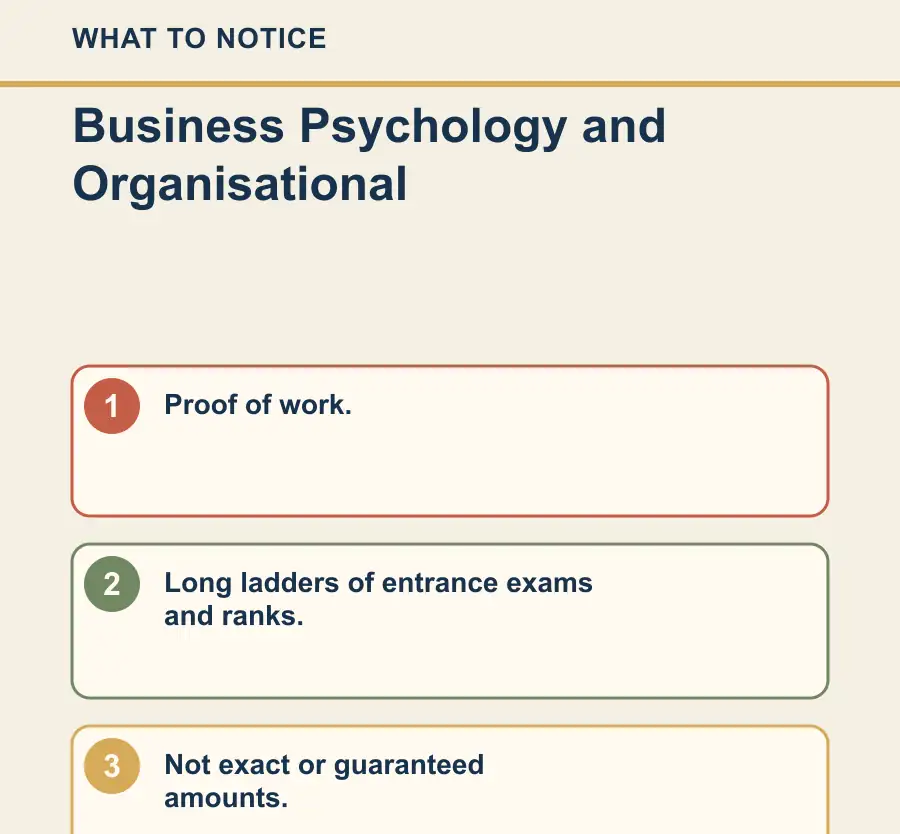 WHAT TO NOTICE
Business Psychology and
Organisational
1
Proof of work.
2
Long ladders of entrance exams
and ranks.
3
Not exact or guaranteed
amounts.